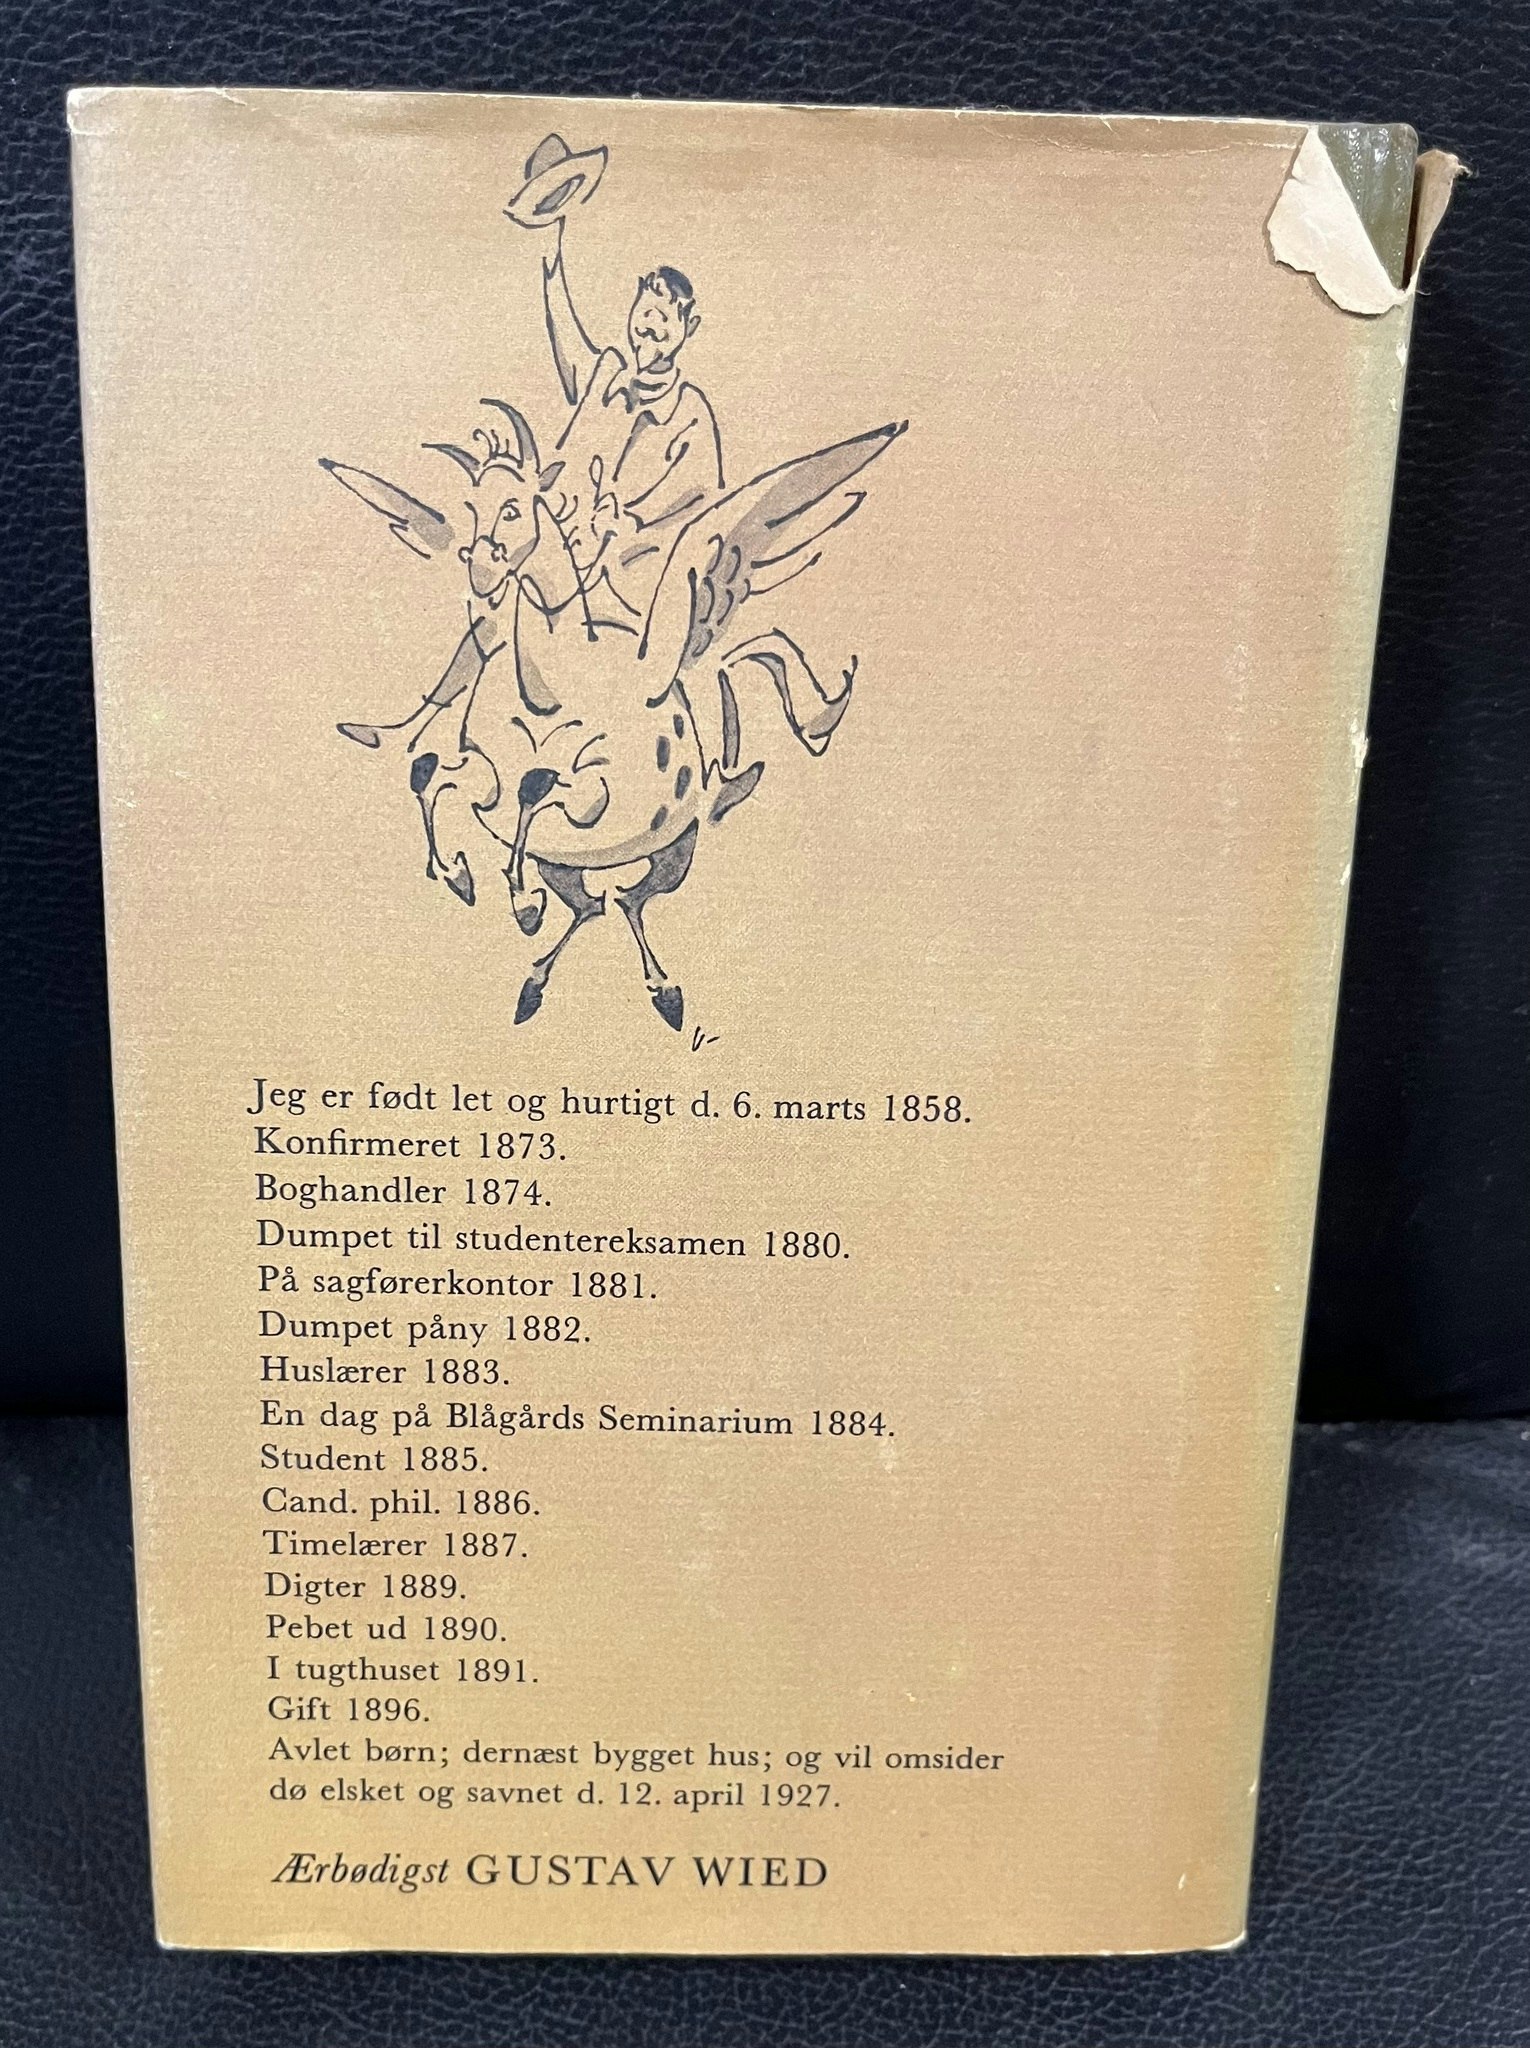 Jeg er født let og hurtigt d. 6. marts 1858.
Konfirmeret 1873.
Boghandler 1874.
Dumpet til studentereksamen 1880.
På sagførerkontor 1881.
Dumpet påny 1882.
Huslærer 1883.
En dag på Blågårds Seminarium 1884.
Student 1885.
Cand. phil. 1886.
Timelærer 1887.
Digter 1889.
Pebet ud 1890.
I tugthuset 1891.
Gift 1896.
Avlet børn; dernæst bygget hus; og vil omsider
dø elsket og savnet d. 12. april 1927.
Ærbødigst GUSTAV WIED